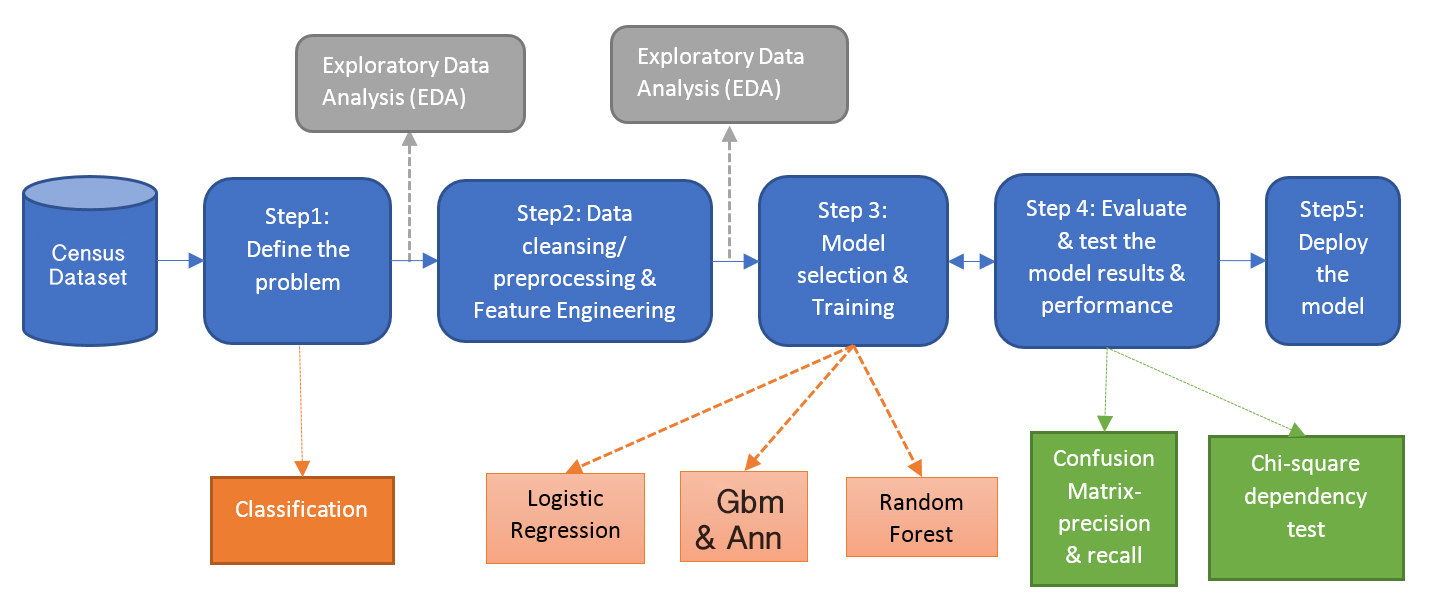 Exploratory Data
Analysis (EDA)
Exploratory Data
Analysis (EDA)
Census
Dataset
Step1:
Define the
problem
Step2: Data
cleansing/
preprocessing &
Feature Engineering
Step 3:
Model
selection &
Training
Step 4: Evaluate
& test the
model results &
performance
Step5:
Deploy
the
model
Classification
Logistic
Regression
Gbm
& Ann
Random
Forest
Confusion
Matrix-
precision
& recall
Chi-square
dependency
test